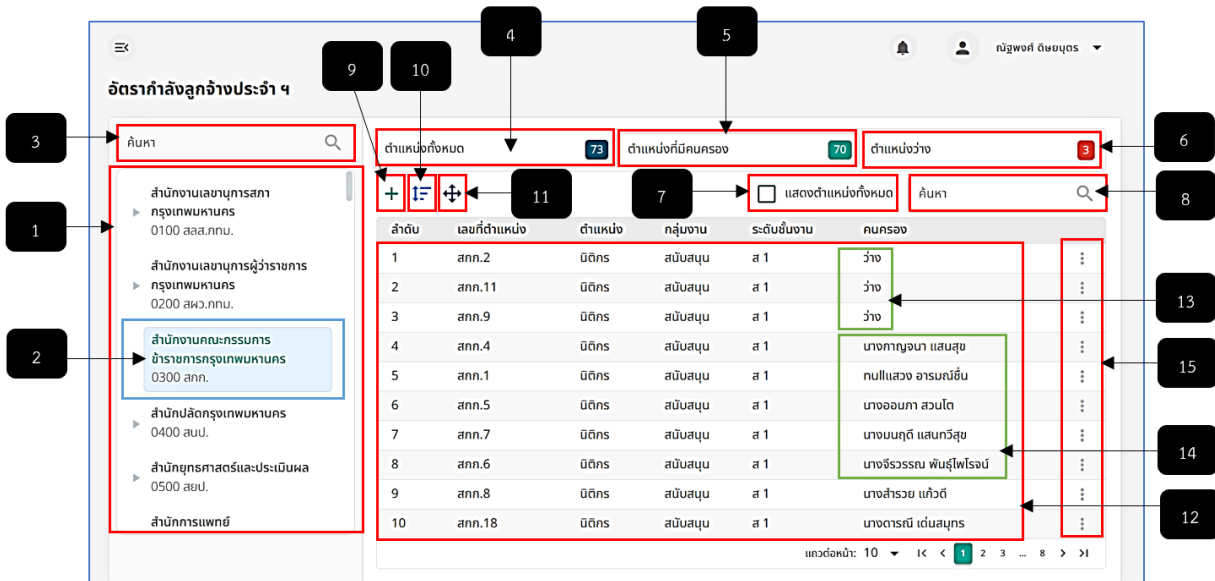 4
5
ณัฐพงศ์ ดิษยบุตร
9
10
อัตรากำลังลูกจ้างประจำ ฯ
3
ค้นหา
ตำแหน่งทั้งหมด 73
ตำแหน่งที่มีคนครอง 70
ตำแหน่งว่าง 3
6
11
7
แสดงตำแหน่งทั้งหมด
ค้นหา
8
1
สำนักงานเลขานุการสภา
กรุงเทพมหานคร
0100 สลส.กทม.
สำนักงานเลขานุการผู้ว่าราชการ
กรุงเทพมหานคร
0200 สผว.กทม.
2
สำนักงานคณะกรรมการ
ข้าราชการกรุงเทพมหานคร
0300 สกก.
สำนักปลัดกรุงเทพมหานคร
0400 สนป.
สำนักยุทธศาสตร์และประเมินผล
0500 สยป.
สำนักการแพทย์
ลำดับ เลขที่ตำแหน่ง ตำแหน่ง กลุ่มงาน ระดับชั้นงาน คนครอง
1 สกก.2 นิติกร สนับสนุน ส 1 ว่าง
2 สกก.11 นิติกร สนับสนุน ส 1 ว่าง
13
3 สกก.9 นิติกร สนับสนุน ส 1 ว่าง
4 สกก.4 นิติกร สนับสนุน ส 1 นางกาญจนา แสนสุข
15
5 สกก.1 นิติกร สนับสนุน ส 1 nullแสวง อารมณ์ชื่น
6 สกก.5 นิติกร สนับสนุน ส 1 นางออนภา สวนโต
7 สกก.7 นิติกร สนับสนุน ส 1 นางมนฤดี แสนทวีสุข
14
8 สกก.6 นิติกร สนับสนุน ส 1 นางจีรวรรณ พันธุ์ไพโรจน์
9 สกก.8 นิติกร สนับสนุน ส 1 นางสำรวย แก้วดี
12
10 สกก.18 นิติกร สนับสนุน ส 1 นางดารณี เด่นสมุทร
แถวต่อหน้า: 10 1 2 3 … 8